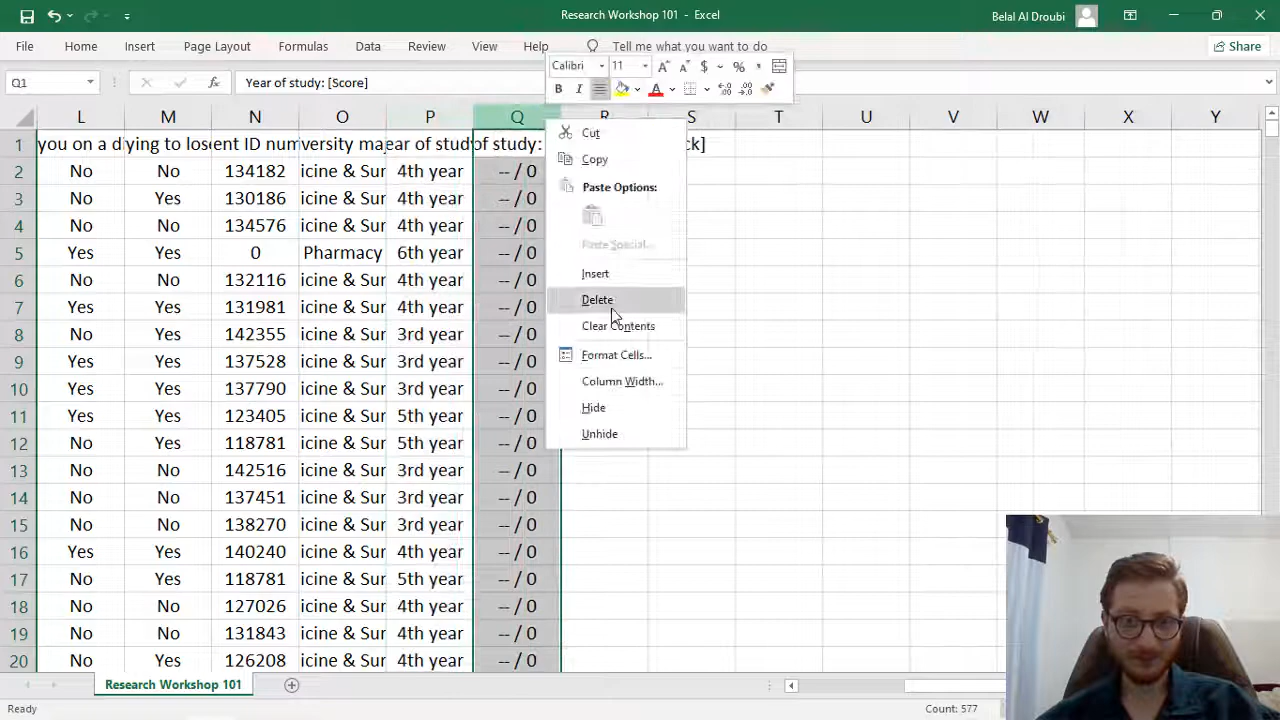 Research Workshop 101 - Excel
Belal Al Droubi
File Home Insert Page Layout Formulas Data Review View Help Tell me what you want to do Share
Calibri 11
Q1 Year of study: [Score]
L M N O P Q R S T U V W X Y
1 you on a d ying to lose ent ID num versity ma ear of stud of study: ck]
2 No No 134182 icine & Sur 4th year -- / 0
3 No Yes 130186 icine & Sur 4th year -- / 0
4 No No 134576 icine & Sur 4th year -- / 0
5 Yes Yes 0 Pharmacy 6th year -- / 0
6 No No 132116 icine & Sur 4th year -- / 0
7 Yes Yes 131981 icine & Sur 4th year -- / 0
8 No No 142355 icine & Sur 3rd year -- / 0
9 Yes Yes 137528 icine & Sur 3rd year -- / 0
10 Yes No 137790 icine & Sur 3rd year -- / 0
11 Yes Yes 123405 icine & Sur 5th year -- / 0
12 No Yes 118781 icine & Sur 5th year -- / 0
13 No No 142516 icine & Sur 3rd year -- / 0
14 No No 137451 icine & Sur 3rd year -- / 0
15 No No 138270 icine & Sur 3rd year -- / 0
16 Yes Yes 140240 icine & Sur 4th year -- / 0
17 No Yes 118781 icine & Sur 5th year -- / 0
18 No No 127026 icine & Sur 4th year -- / 0
19 No No 131843 icine & Sur 4th year -- / 0
20 No Yes 126208 icine & Sur 4th year -- / 0
Cut
Copy
Paste Options:
Paste Special...
Insert
Delete
Clear Contents
Format Cells...
Column Width...
Hide
Unhide
Research Workshop 101
Ready Count: 577